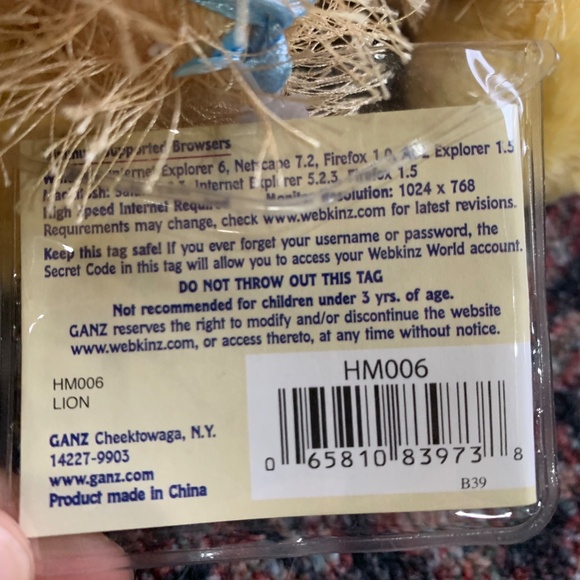 Supported Browsers
Internet Explorer 6, Netscape 7.2, Firefox 1.0, Explorer 1.5
Internet Explorer 5.2.3, Firefox 1.5
High Speed Internet Resolution: 1024 x 768
Requirements may change, check www.webkinz.com for latest revisions.
Keep this tag safe! If you ever forget your username or password, the
Secret Code in this tag will allow you to access your Webkinz World account.
DO NOT THROW OUT THIS TAG
Not recommended for children under 3 yrs. of age.
GANZ reserves the right to modify and/or discontinue the website
www.webkinz.com, or access thereto, at any time without notice.
HM006
LION
GANZ Cheektowaga, N.Y.
14227-9903
www.ganz.com
Product made in China
HM006
0 65810 83973 8
B39